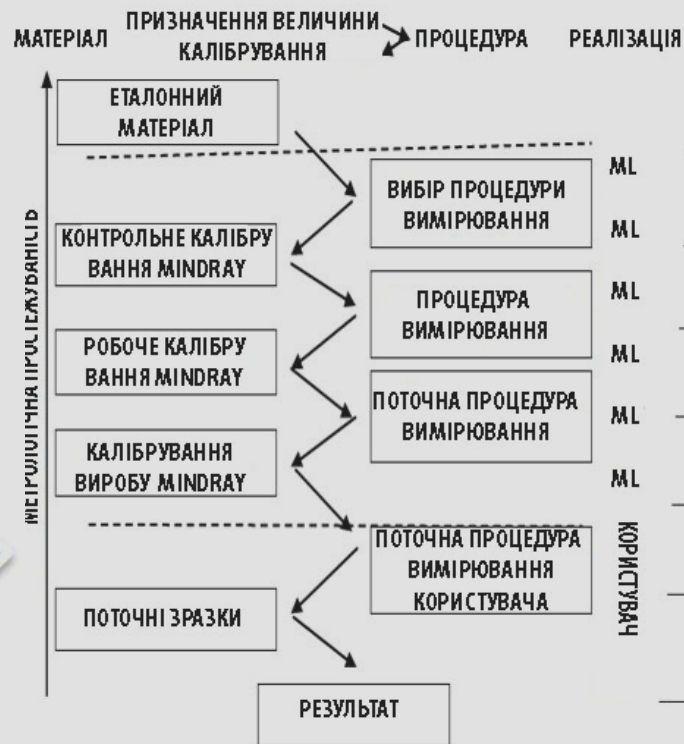 МАТЕРІАЛ
ПРИЗНАЧЕННЯ ВЕЛИЧИНИ
КАЛІБРУВАННЯ
ПРОЦЕДУРА
РЕАЛІЗАЦІЯ
ЕТАЛОННИЙ
МАТЕРІАЛ
ML
ВИБІР ПРОЦЕДУРИ
ВИМІРЮВАННЯ
ML
КОНТРОЛЬНЕ КАЛІБРУ
ВАННЯ MINDRAY
ML
ПРОЦЕДУРА
ВИМІРЮВАННЯ
ML
РОБОЧЕ КАЛІБРУ
ВАННЯ MINDRAY
ПОТОЧНА ПРОЦЕДУРА
ВИМІРЮВАННЯ
ML
КАЛІБРУВАННЯ
ВИРОБУ MINDRAY
ML
ПОТОЧНА ПРОЦЕДУРА
ВИМІРЮВАННЯ
КОРИСТУВАЧА
КОРИСТУВАЧ
ПОТОЧНІ ЗРАЗКИ
РЕЗУЛЬТАТ
МЕТРОЛОГІЧНА ПРОСТЕЖУВАНІСТЬ